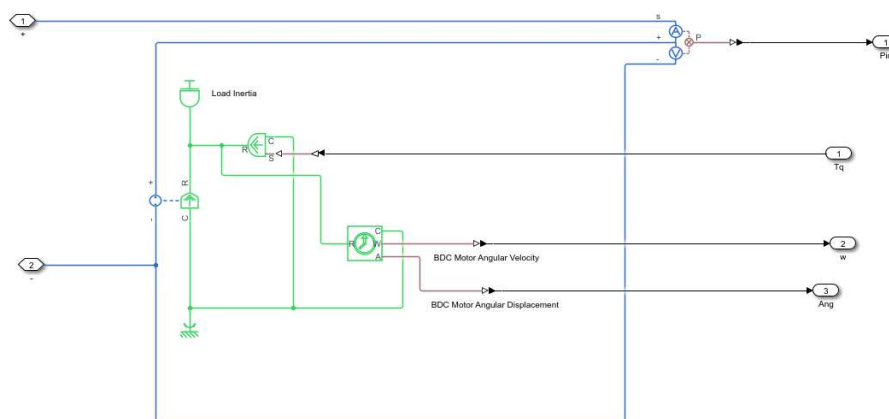 1
+
s
+
-
P
1
Pin
Load Inertia
R
C
S
1
Tq
+
-
R
C
R
C
W
A
BDC Motor Angular Velocity
2
w
2
-
BDC Motor Angular Displacement
3
Ang